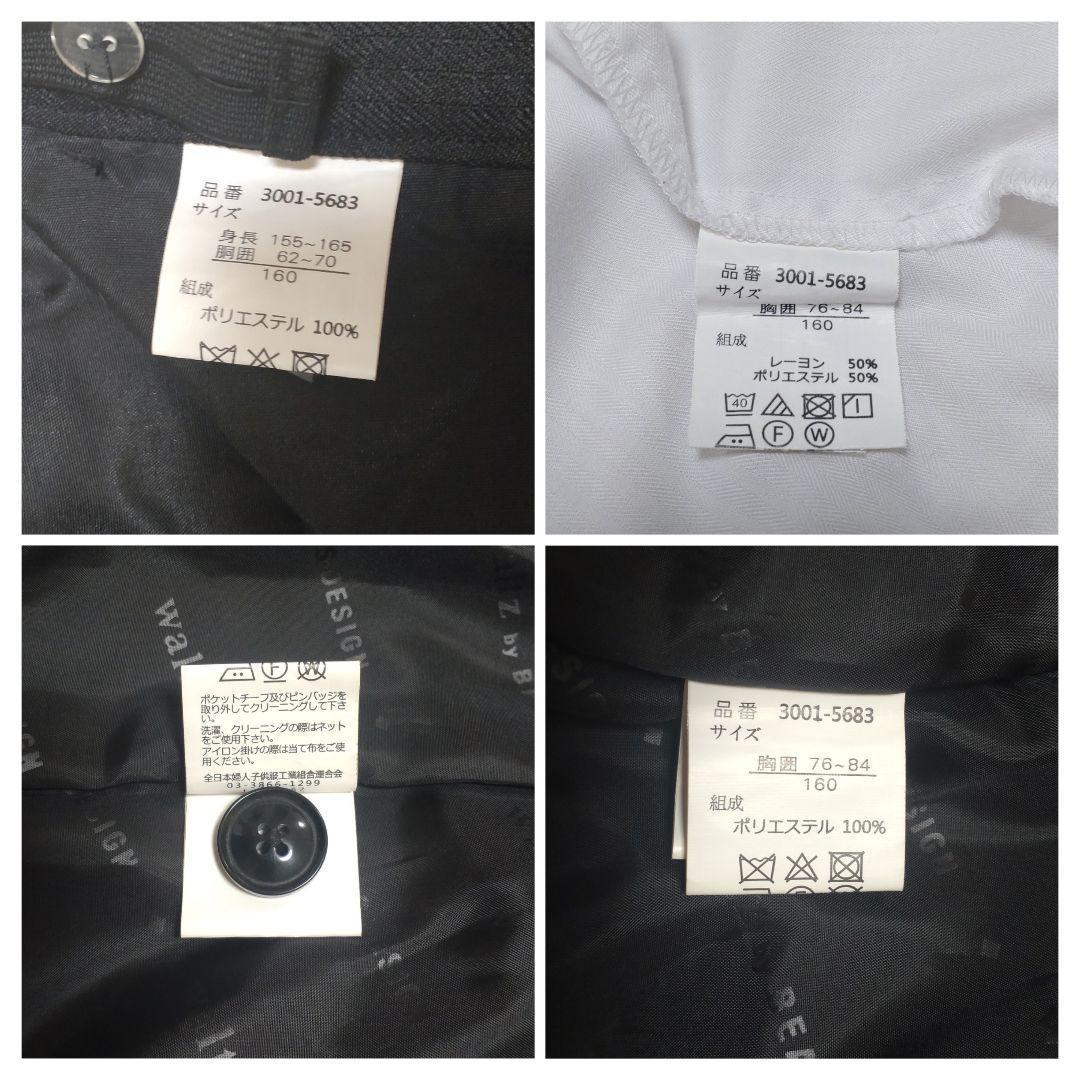 品番 3001-5683
サイズ
身長 155~165
胴囲 62~70
160
組成
ポリエステル 100%
品番 3001-5683
サイズ
胸囲 76~84
160
組成
レーヨン 50%
ポリエステル 50%
40
F W
F W
ポケットチーフ及びピンバッジを
取り外してクリーニングして下さ
い。
洗濯、クリーニングの際はネット
をご使用下さい。
アイロン掛けの際は当て布をご使
用ください。
全日本婦人子供服工業組合連合会
03-3866-1299
DESIGN
wal
Z by B
SIGN
品番 3001-5683
サイズ
胸囲 76~84
160
組成
ポリエステル 100%
DESIGN